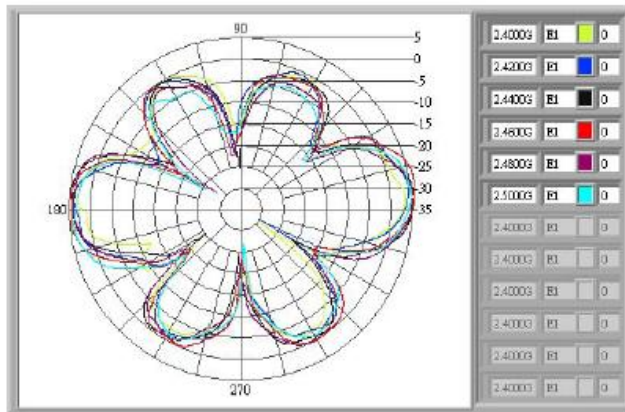 90
5
0
-5
-10
-15
-20
-25
-30
-35
180
270
2.4000G E1 0
2.4200G E1 0
2.4400G E1 0
2.4600G E1 0
2.4800G E1 0
2.5000G E1 0
2.4000G E1 0
2.4000G E1 0
2.4000G E1 0
2.4000G E1 0
2.4000G E1 0
2.4000G E1 0